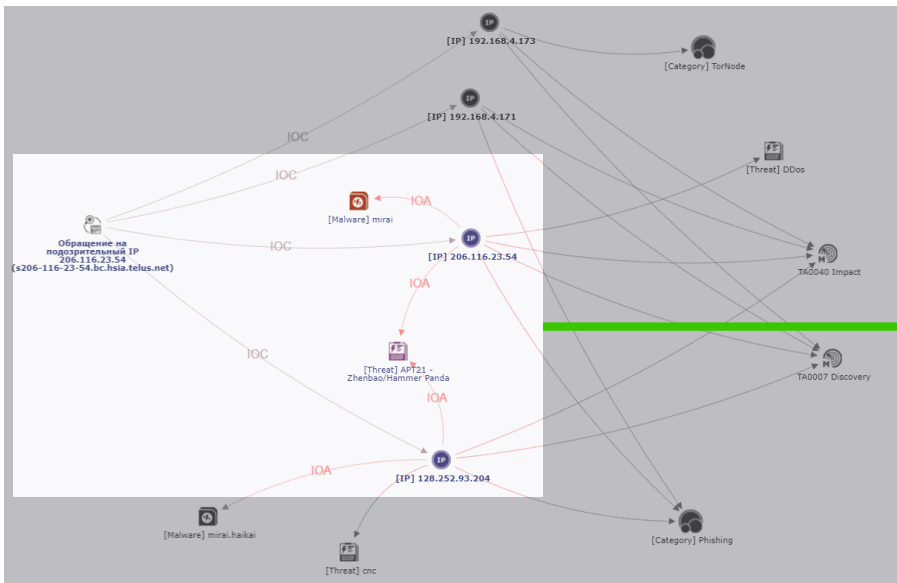 [IP] 192.168.4.173
[Category] TorNode
[IP] 192.168.4.171
IOC
[Threat] DDos
IOC
IOA
[Malware] mirai
Обращение на
подозрительный IP
206.116.23.54
(s206-116-23-54.bc.hsia.telus.net)
IOC
[IP] 206.116.23.54
TA0040 Impact
IOA
IOC
[Threat] APT21 -
Zhenbao/Hammer Panda
TA0007 Discovery
IOA
IOA
[IP] 128.252.93.204
[Malware] mirai.haikai
[Category] Phishing
[Threat] cnc
IP
IP
IP
IP
M
M